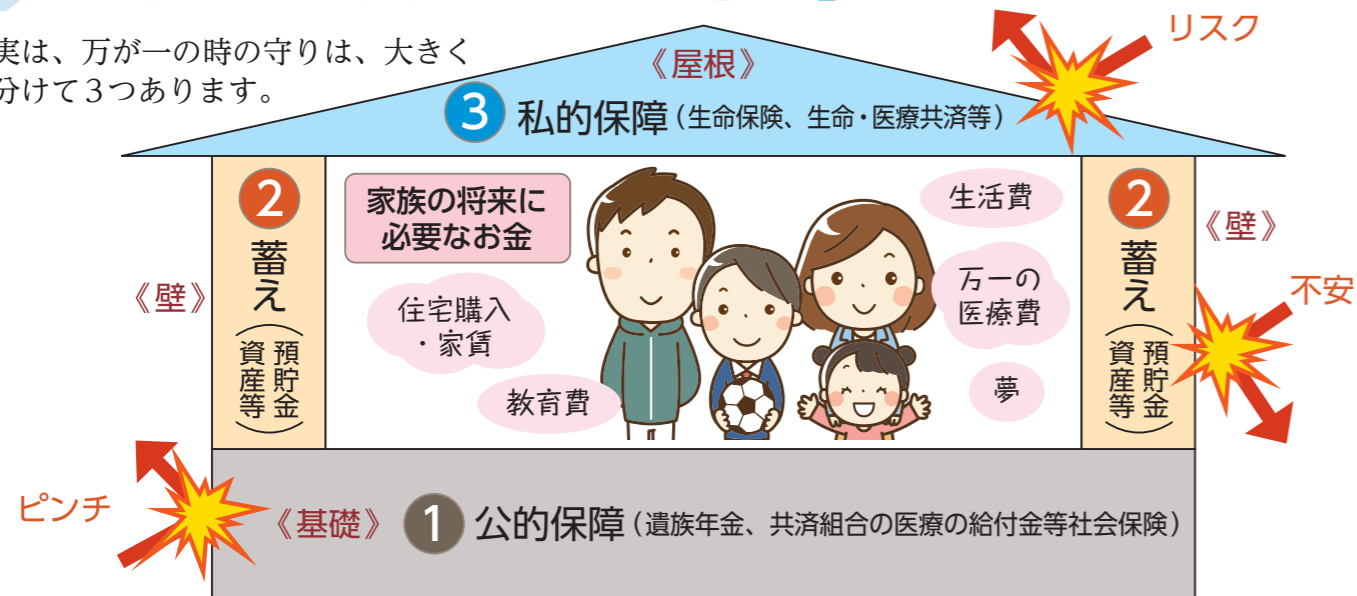 実は、万が一の時の守りは、大きく
分けて3つあります。
リスク
《屋根》
3 私的保障(生命保険、生命・医療共済等)
2
蓄え
(預貯金
資産等)
《壁》
家族の将来に
必要なお金
住宅購入
・家賃
教育費
生活費
万一の
医療費
夢
2
蓄え
(預貯金
資産等)
《壁》
不安
ピンチ
《基礎》 1 公的保障(遺族年金、共済組合の医療の給付金等社会保険)